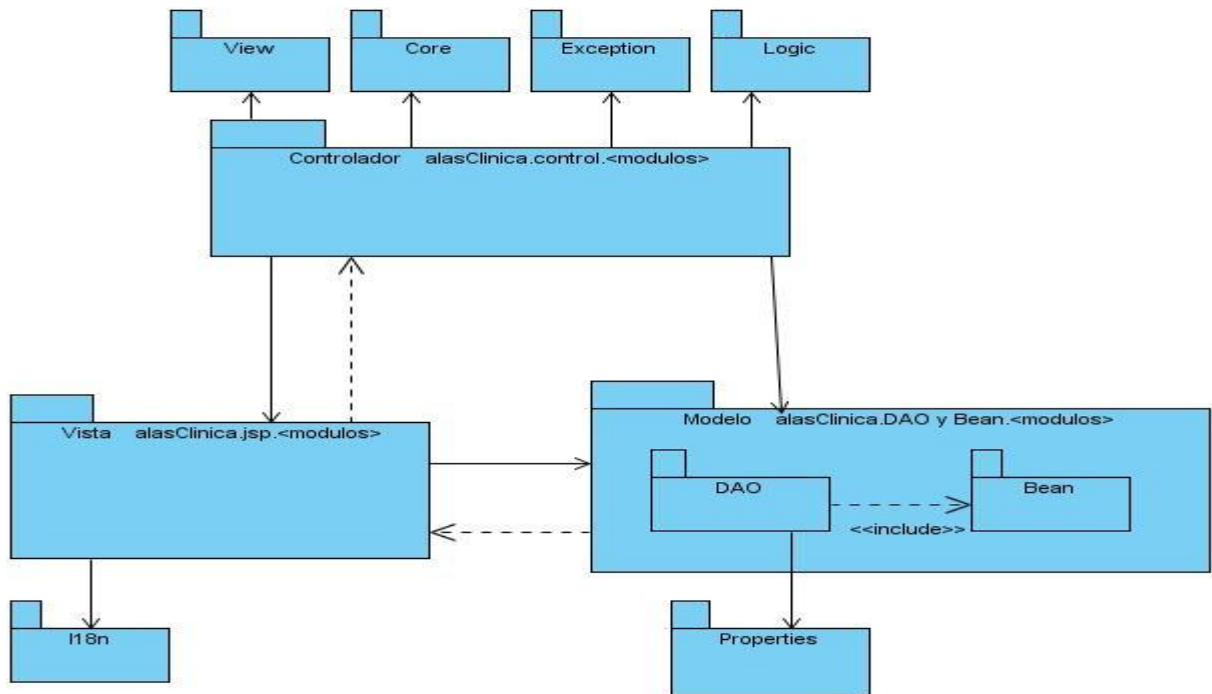 View
Core
Exception
Logic
Controlador alasClinica.control.<modulos>
Vista alasClinica.jsp.<modulos>
Modelo alasClinica.DAO y Bean.<modulos>
DAO
Bean
<<include>>
I18n
Properties